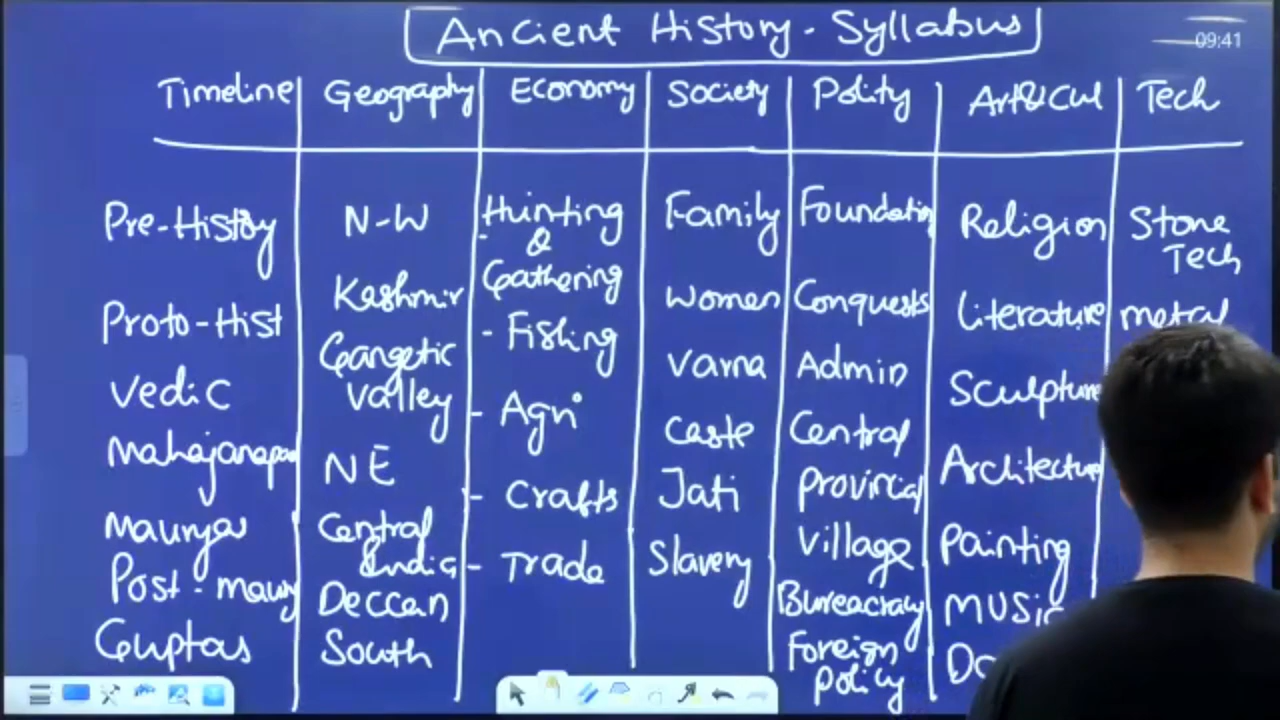 Ancient History - Syllabus
09:41
Timeline Geography Economy Society Polity Art&Cul Tech
Pre-History
Proto-Hist
Vedic
Mahajanapa
Mauryas
Post-maury
Guptas
N-W
Kashmir
Gangetic
Valley
NE
Central
India
Deccan
South
Hunting
&
Gathering
- Fishing
- Agri
- Crafts
- Trade
Family
Women
Varna
Caste
Jati
Slavery
Foundation
Conquests
Admin
Central
Provincial
Village
Bureacracy
Foreign
Policy
Religion
Literature
Sculpture
Architecture
Painting
Music
Stone
Tech
metal